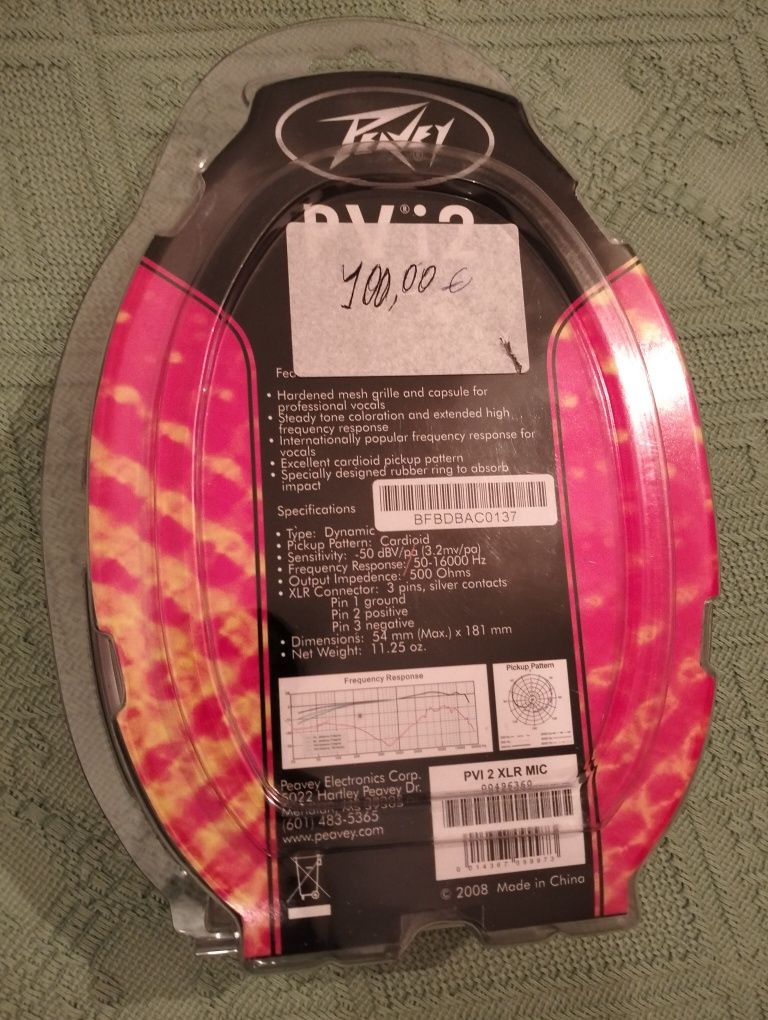 PEAVEY®
PV®i2
100,00 €
• Hardened mesh grille and capsule for
professional vocals
• Steady tone coloration and extended high
frequency response
• Internationally popular frequency response for
vocals
• Excellent cardioid pickup pattern
• Specially designed rubber ring to absorb
impact
BFBDBAC0137
Specifications
• Type: Dynamic
• Pickup Pattern: Cardioid
• Sensitivity: -50 dBV/pa (3.2mv/pa)
• Frequency Response: 50-16000 Hz
• Output Impedence: 500 Ohms
• XLR Connector: 3 pins, silver contacts
Pin 1 ground
Pin 2 positive
Pin 3 negative
• Dimensions: 54 mm (Max.) x 181 mm
• Net Weight: 11.25 oz.
Frequency Response
Pickup Pattern
Peavey Electronics Corp.
5022 Hartley Peavey Dr.
(601) 483-5365
www.peavey.com
PVI 2 XLR MIC
00496360
© 2008 Made in China